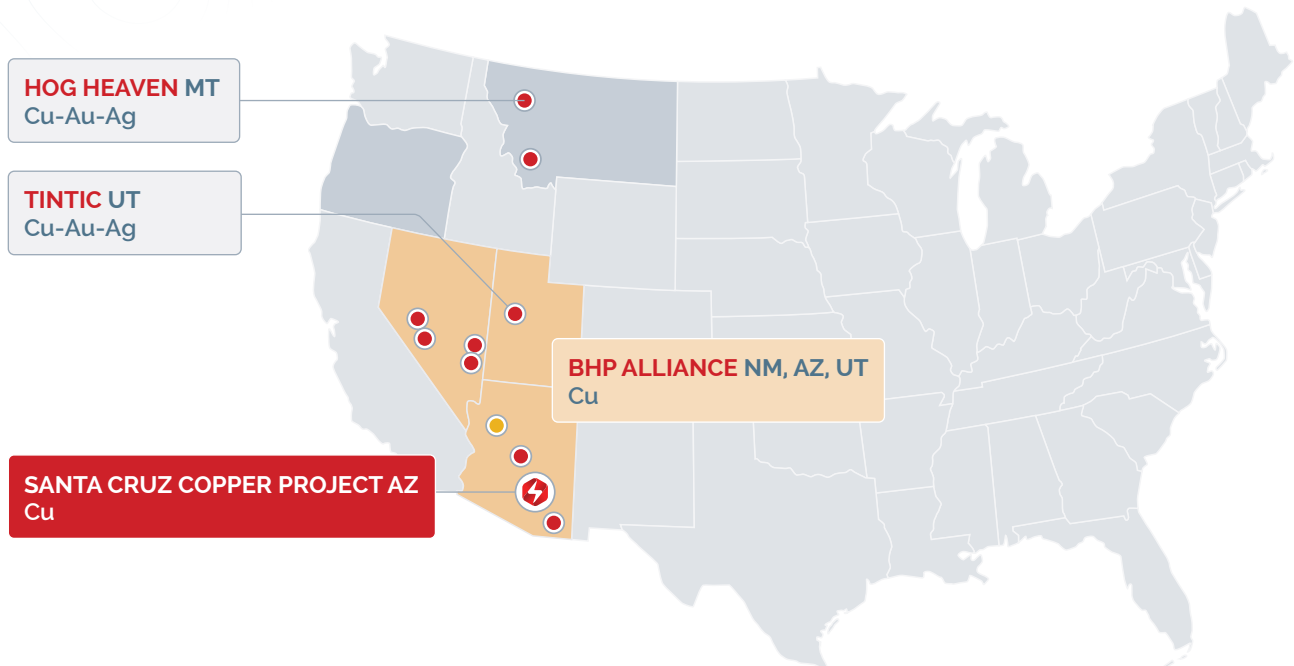 HOG HEAVEN MT
Cu-Au-Ag
TINTIC UT
Cu-Au-Ag
BHP ALLIANCE NM, AZ, UT
Cu
SANTA CRUZ COPPER PROJECT AZ
Cu